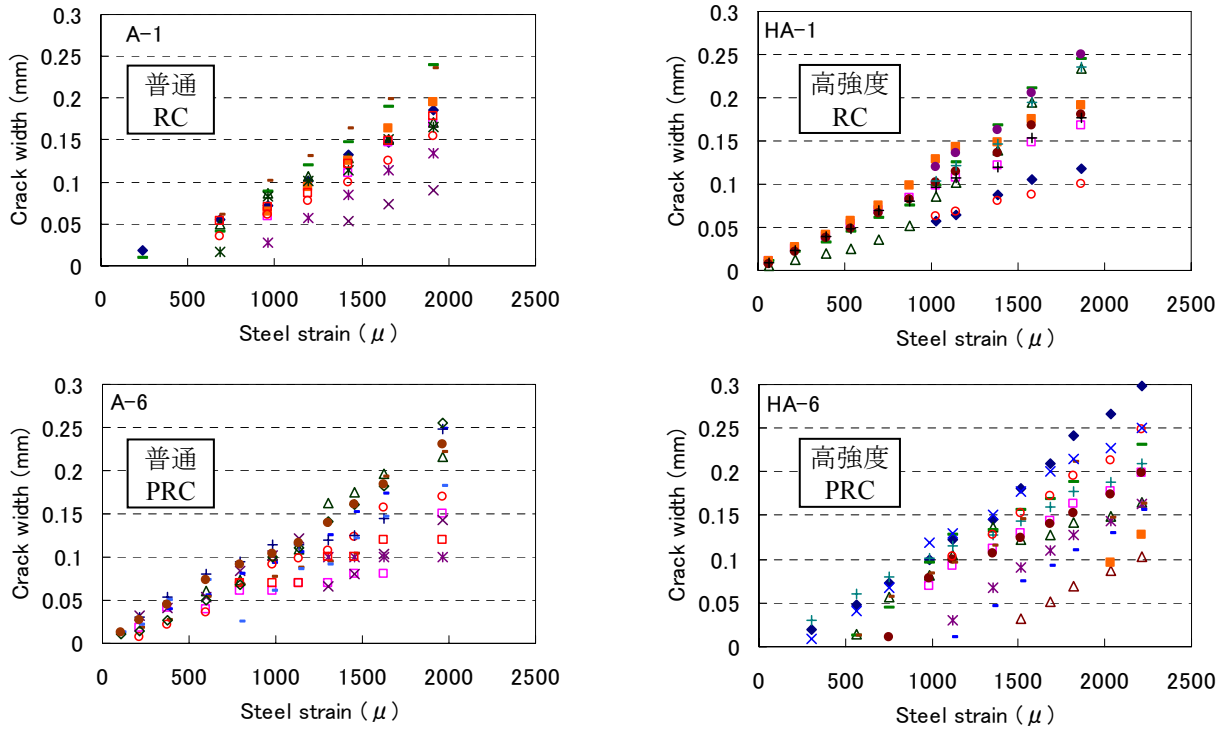 A-1
普通
RC
Crack width (mm)
0.3
0.25
0.2
0.15
0.1
0.05
0
0 500 1000 1500 2000 2500
Steel strain (μ)
HA-1
高強度
RC
Crack width (mm)
0.3
0.25
0.2
0.15
0.1
0.05
0
0 500 1000 1500 2000 2500
Steel strain (μ)
A-6
普通
PRC
Crack width (mm)
0.3
0.25
0.2
0.15
0.1
0.05
0
0 500 1000 1500 2000 2500
Steel strain (μ)
HA-6
高強度
PRC
Crack width (mm)
0.3
0.25
0.2
0.15
0.1
0.05
0
0 500 1000 1500 2000 2500
Steel strain (μ)